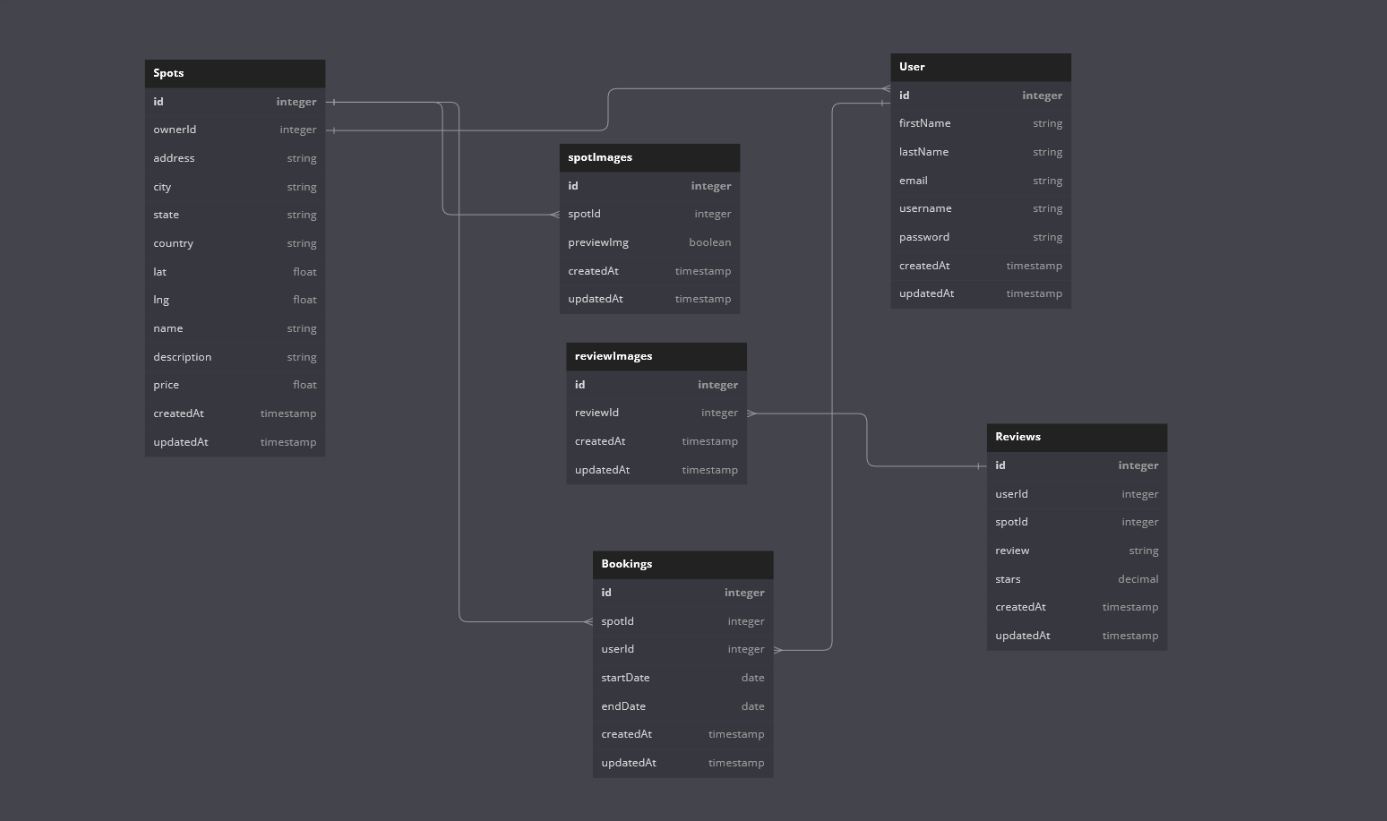 Spots
id integer
ownerId integer
address string
city string
state string
country string
lat float
lng float
name string
description string
price float
createdAt timestamp
updatedAt timestamp
spotImages
id integer
spotId integer
previewImg boolean
createdAt timestamp
updatedAt timestamp
User
id integer
firstName string
lastName string
email string
username string
password string
createdAt timestamp
updatedAt timestamp
reviewImages
id integer
reviewId integer
createdAt timestamp
updatedAt timestamp
Reviews
id integer
userId integer
spotId integer
review string
stars decimal
createdAt timestamp
updatedAt timestamp
Bookings
id integer
spotId integer
userId integer
startDate date
endDate date
createdAt timestamp
updatedAt timestamp